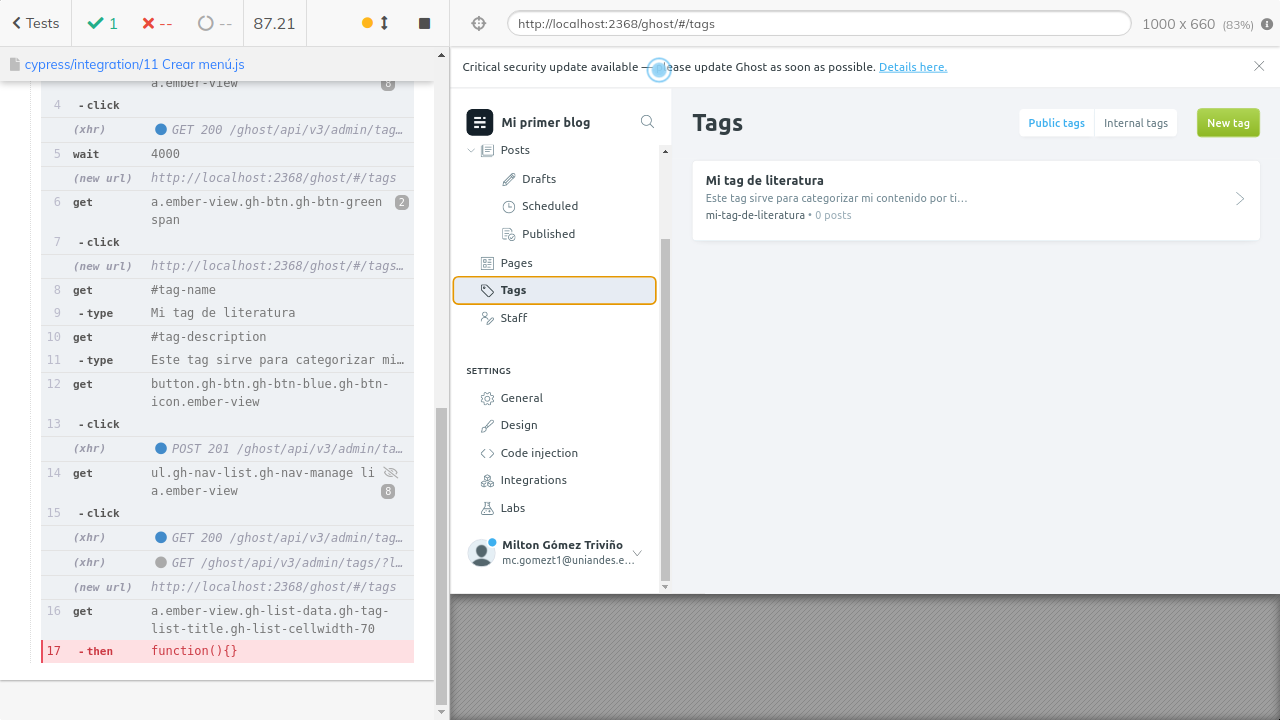 Tests
1
--
--
87.21
http://localhost:2368/ghost/#/tags
1000 x 660 (83%)
cypress/integration/11 Crear menú.js
a.ember-view 8
4 - click
(xhr) GET 200 /ghost/api/v3/admin/tag…
5 wait 4000
(new url) http://localhost:2368/ghost/#/tags
6 get a.ember-view.gh-btn.gh-btn-green 2
span
7 - click
(new url) http://localhost:2368/ghost/#/tags…
8 get #tag-name
9 - type Mi tag de literatura
10 get #tag-description
11 - type Este tag sirve para categorizar mi…
12 get button.gh-btn.gh-btn-blue.gh-btn-
icon.ember-view
13 - click
(xhr) POST 201 /ghost/api/v3/admin/ta…
14 get ul.gh-nav-list.gh-nav-manage li
a.ember-view 8
15 - click
(xhr) GET 200 /ghost/api/v3/admin/tag…
(xhr) GET /ghost/api/v3/admin/tags/?l…
(new url) http://localhost:2368/ghost/#/tags
16 get a.ember-view.gh-list-data.gh-tag-
list-title.gh-list-cellwidth-70
17 - then function(){}
Critical security update available — please update Ghost as soon as possible. Details here.
Mi primer blog
Posts
Drafts
Scheduled
Published
Pages
Tags
Staff
SETTINGS
General
Design
Code injection
Integrations
Labs
Milton Gómez Triviño
mc.gomezt1@uniandes.e…
Tags
Public tags
Internal tags
New tag
Mi tag de literatura
Este tag sirve para categorizar mi contenido por ti…
mi-tag-de-literatura • 0 posts